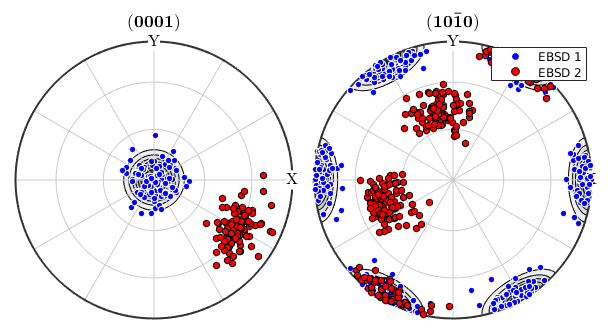 (0001)
(101̄0)
Y
Y
EBSD 1
EBSD 2
X
X